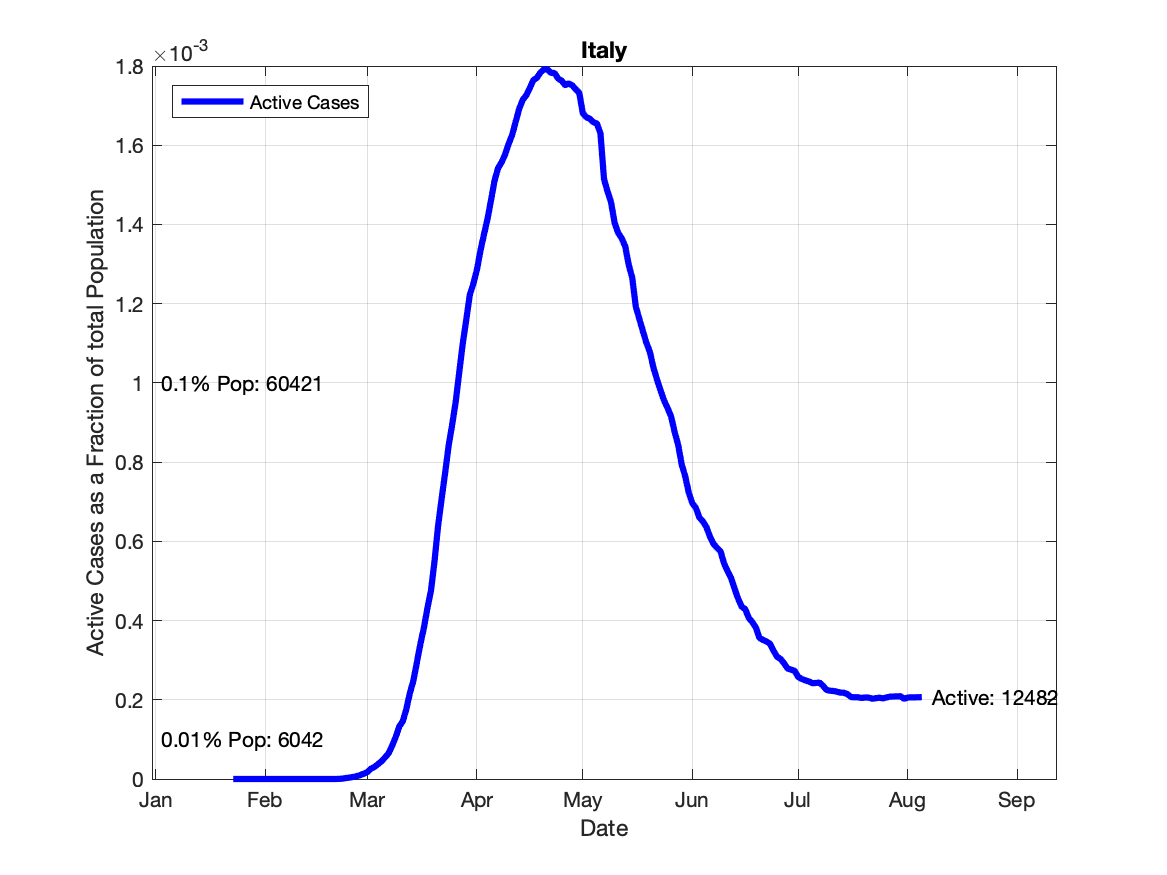 Italy
×10-3
1.8
1.6
1.4
1.2
1
0.8
0.6
0.4
0.2
0
Active Cases as a Fraction of total Population
Active Cases
0.1% Pop: 60421
0.01% Pop: 6042
Active: 12482
Jan Feb Mar Apr May Jun Jul Aug Sep
Date